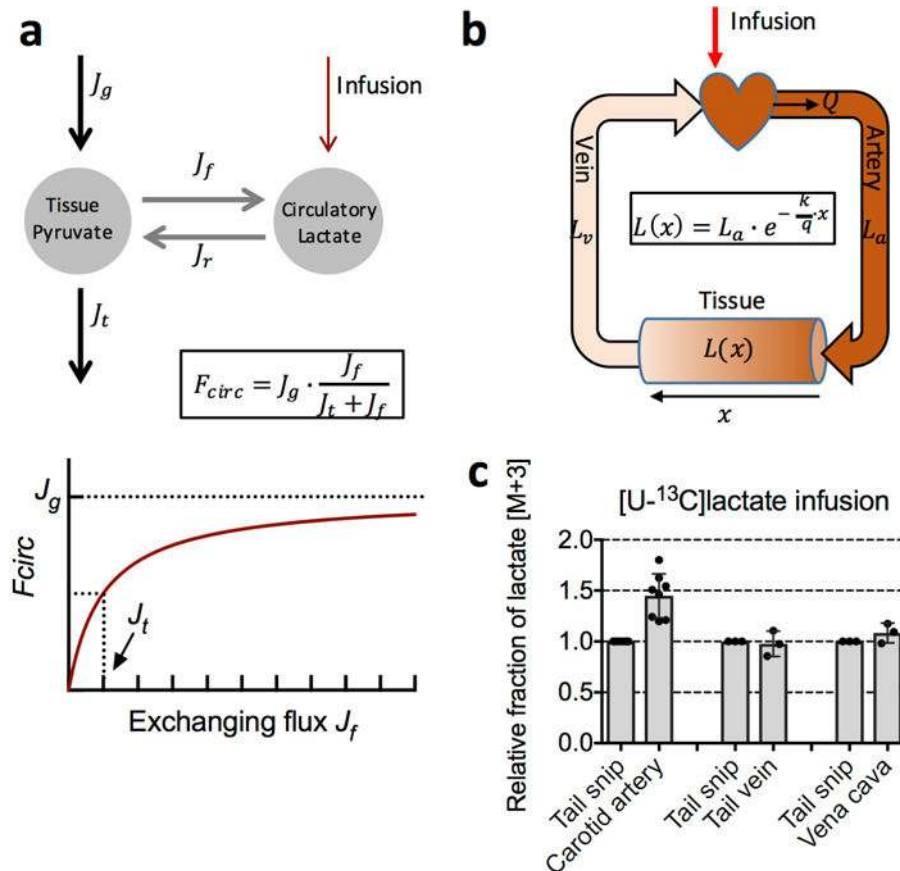 a
J_g
Infusion
J_f
Tissue
Pyruvate
Circulatory
Lactate
J_r
J_t
F_circ = J_g · J_f / (J_t + J_f)
J_g
Fcirc
J_t
Exchanging flux J_f
b
Infusion
Q
Vein
Artery
L(x) = L_a · e^(-k/q·x)
L_v
L_a
Tissue
L(x)
x
c
[U-¹³C]lactate infusion
Relative fraction of lactate [M+3]
2.0
1.5
1.0
0.5
0.0
Tail snip
Carotid artery
Tail snip
Tail vein
Tail snip
Vena cava